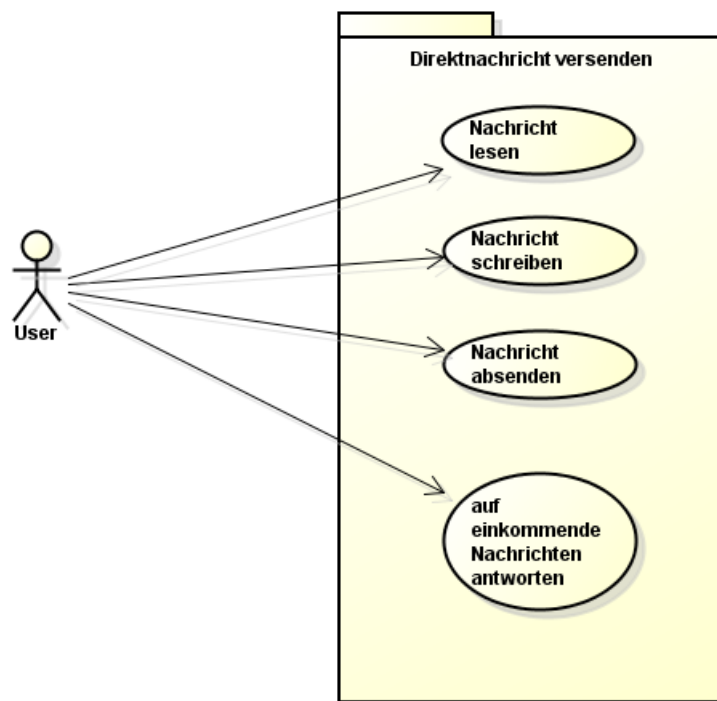 Direktnachricht versenden
Nachricht
lesen
Nachricht
schreiben
User
Nachricht
absenden
auf
einkommende
Nachrichten
antworten